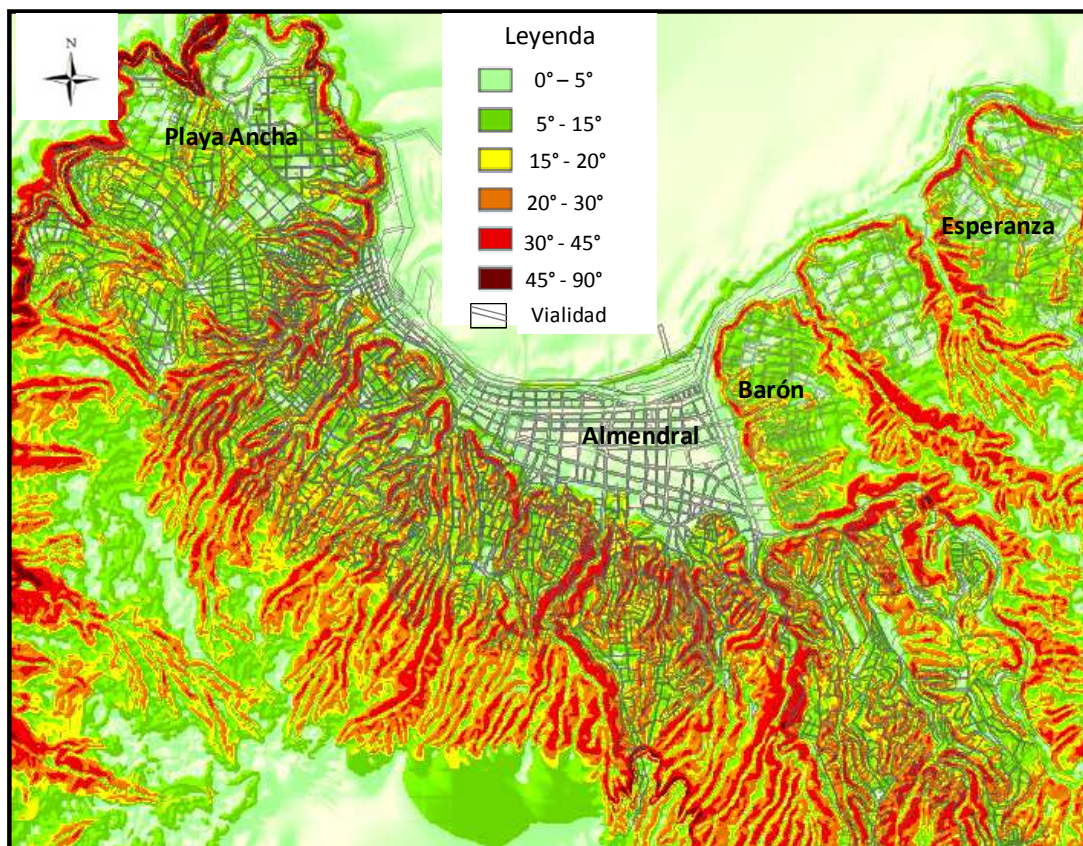 N
Leyenda
0° – 5°
5° - 15°
15° - 20°
20° - 30°
30° - 45°
45° - 90°
Vialidad
Playa Ancha
Esperanza
Barón
Almendral